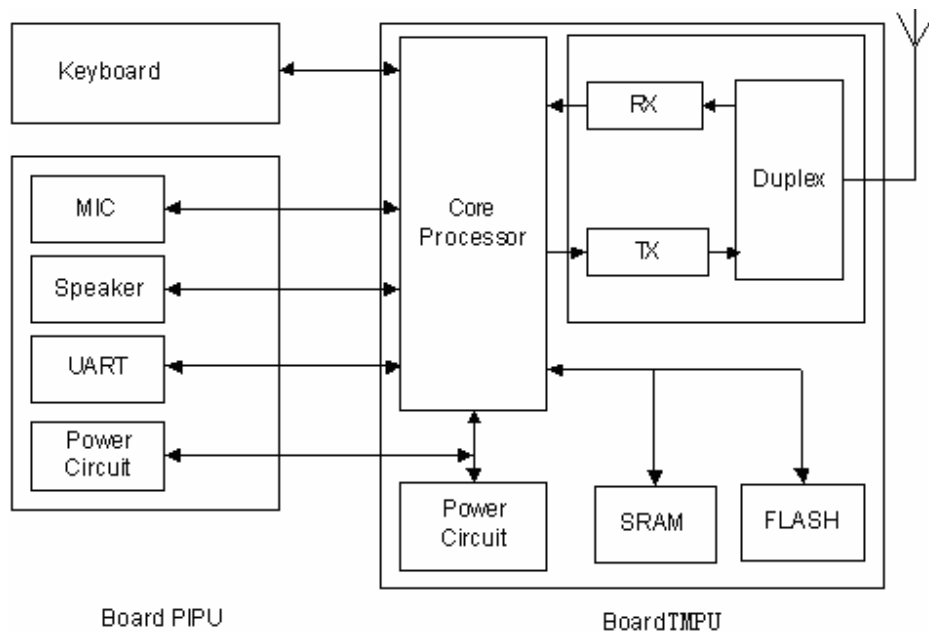 Keyboard
MIC
Speaker
UART
Power
Circuit
Core
Processor
RX
TX
Duplex
Power
Circuit
SRAM
FLASH
Board PIPU
BoardTMPU